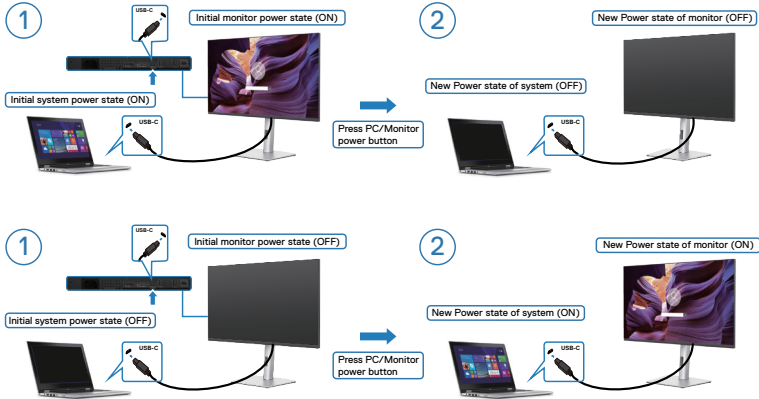 1
USB-C
Initial monitor power state (ON)
Initial system power state (ON)
USB-C
Press PC/Monitor
power button
2
New Power state of monitor (OFF)
New Power state of system (OFF)
USB-C
1
USB-C
Initial monitor power state (OFF)
Initial system power state (OFF)
USB-C
Press PC/Monitor
power button
2
New Power state of monitor (ON)
New Power state of system (ON)
USB-C